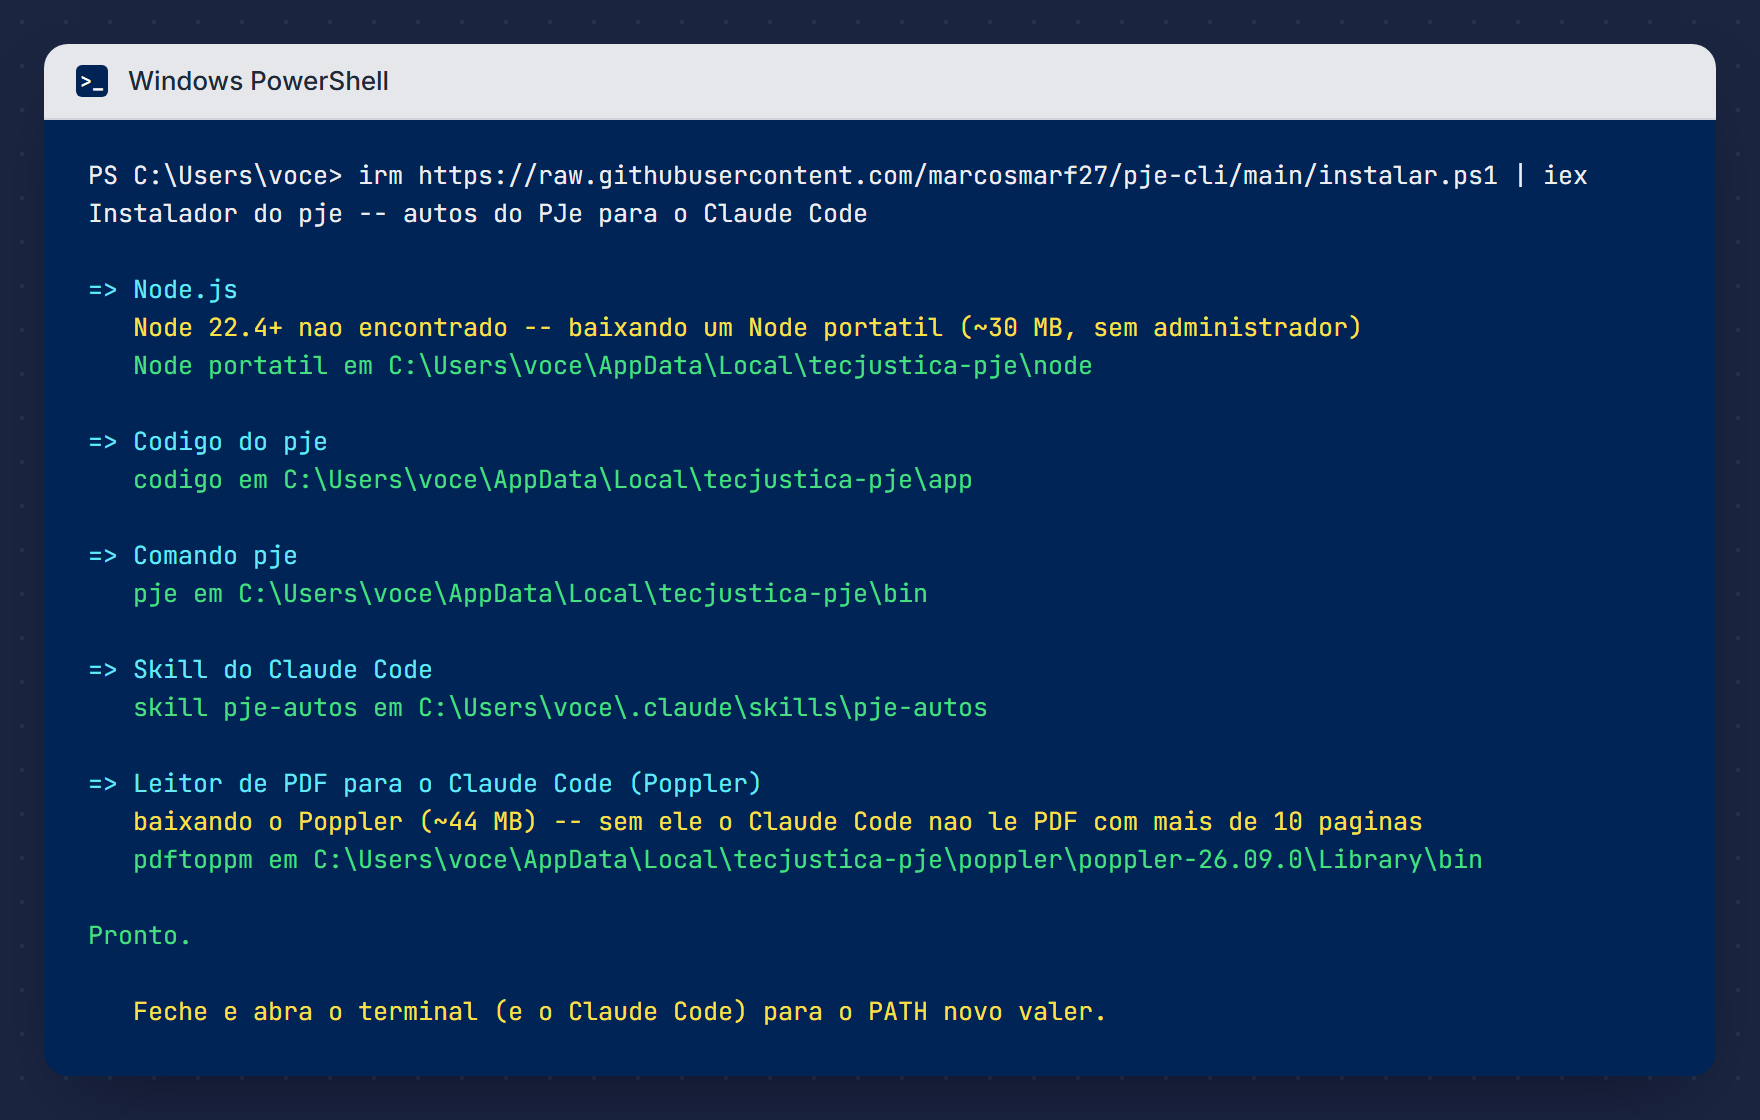 >_ Windows PowerShell
PS C:\Users\voce> irm https://raw.githubusercontent.com/marcosmarf27/pje-cli/main/instalar.ps1 | iex
Instalador do pje -- autos do PJe para o Claude Code
=> Node.js
Node 22.4+ nao encontrado -- baixando um Node portatil (~30 MB, sem administrador)
Node portatil em C:\Users\voce\AppData\Local\tecjustica-pje\node
=> Codigo do pje
codigo em C:\Users\voce\AppData\Local\tecjustica-pje\app
=> Comando pje
pje em C:\Users\voce\AppData\Local\tecjustica-pje\bin
=> Skill do Claude Code
skill pje-autos em C:\Users\voce\.claude\skills\pje-autos
=> Leitor de PDF para o Claude Code (Poppler)
baixando o Poppler (~44 MB) -- sem ele o Claude Code nao le PDF com mais de 10 paginas
pdftoppm em C:\Users\voce\AppData\Local\tecjustica-pje\poppler\poppler-26.09.0\Library\bin
Pronto.
Feche e abra o terminal (e o Claude Code) para o PATH novo valer.